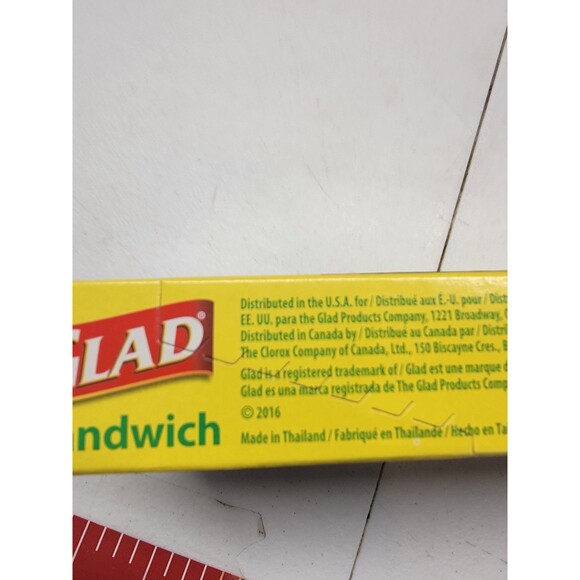 GLAD®
ndwich
Distributed in the U.S.A. for / Distribué aux É.-U. pour / Dist
EE. UU. para the Glad Products Company, 1221 Broadway, O
Distributed in Canada by / Distribué au Canada par / Distri
The Clorox Company of Canada, Ltd., 150 Biscayne Cres., B
Glad is a registered trademark of / Glad est une marque d
Glad es una marca registrada de The Glad Products Comp
© 2016
Made in Thailand / Fabriqué en Thaïlande / Hecho en Ta